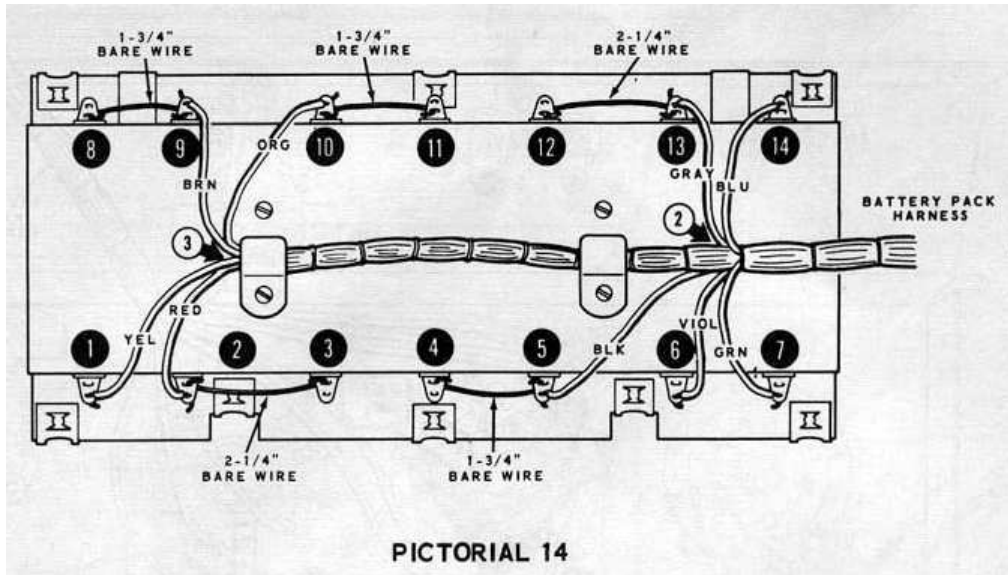 1-3/4"
BARE WIRE
1-3/4"
BARE WIRE
2-1/4"
BARE WIRE
8
9
10
11
12
13
14
ORG
BRN
GRAY
BLU
BATTERY PACK
HARNESS
3
2
YEL
RED
BLK
VIOL
GRN
1
2
3
4
5
6
7
2-1/4"
BARE WIRE
1-3/4"
BARE WIRE
PICTORIAL 14